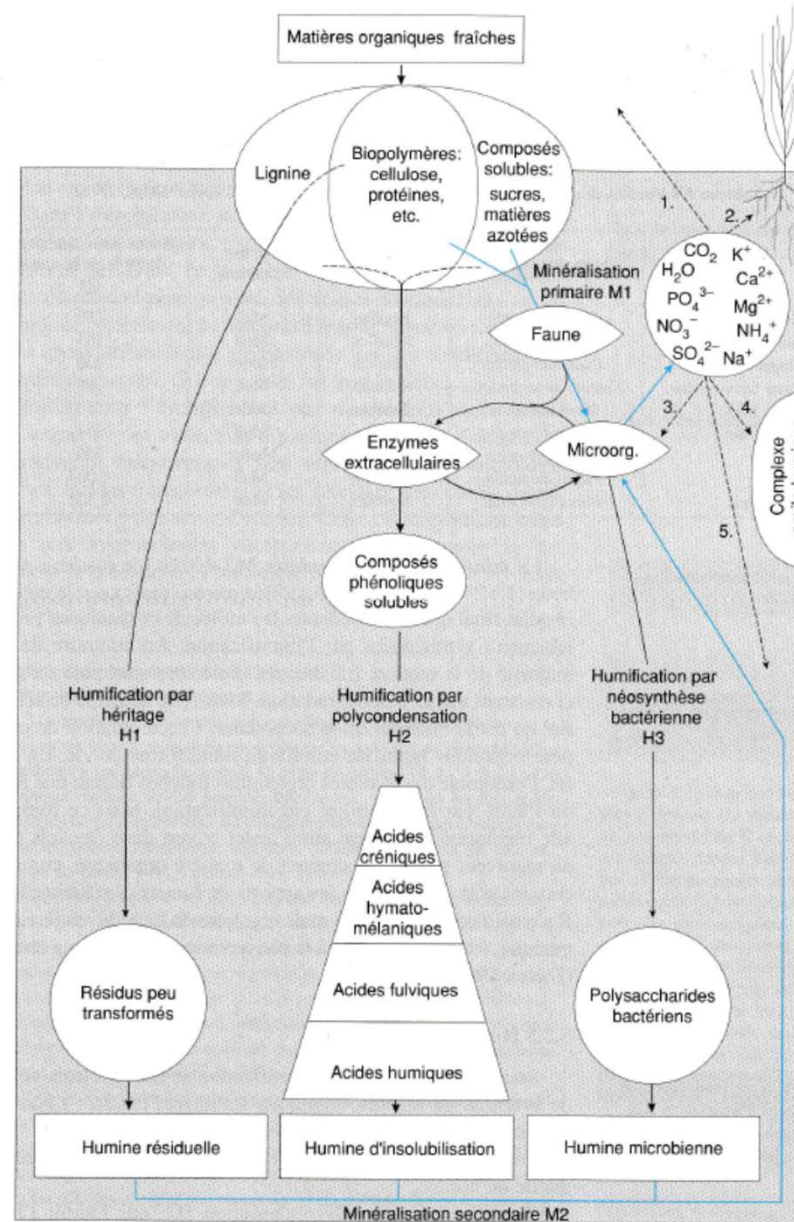 Matières organiques fraîches
Lignine
Biopolymères:
cellulose,
protéines,
etc.
Composés
solubles:
sucres,
matières
azotées
Minéralisation
primaire M1
1.
2.
CO₂ K⁺
H₂O Ca²⁺
PO₄³⁻ Mg²⁺
NO₃⁻ NH₄⁺
SO₄²⁻ Na⁺
Faune
3.
4.
Enzymes
extracellulaires
Microorg.
Complexe
5.
Composés
phénoliques
solubles
Humification par
héritage
H1
Humification par
polycondensation
H2
Humification par
néosynthèse
bactérienne
H3
Acides
créniques
Acides
hymato-
mélaniques
Acides fulviques
Acides humiques
Résidus peu
transformés
Polysaccharides
bactériens
Humine résiduelle
Humine d'insolubilisation
Humine microbienne
Minéralisation secondaire M2